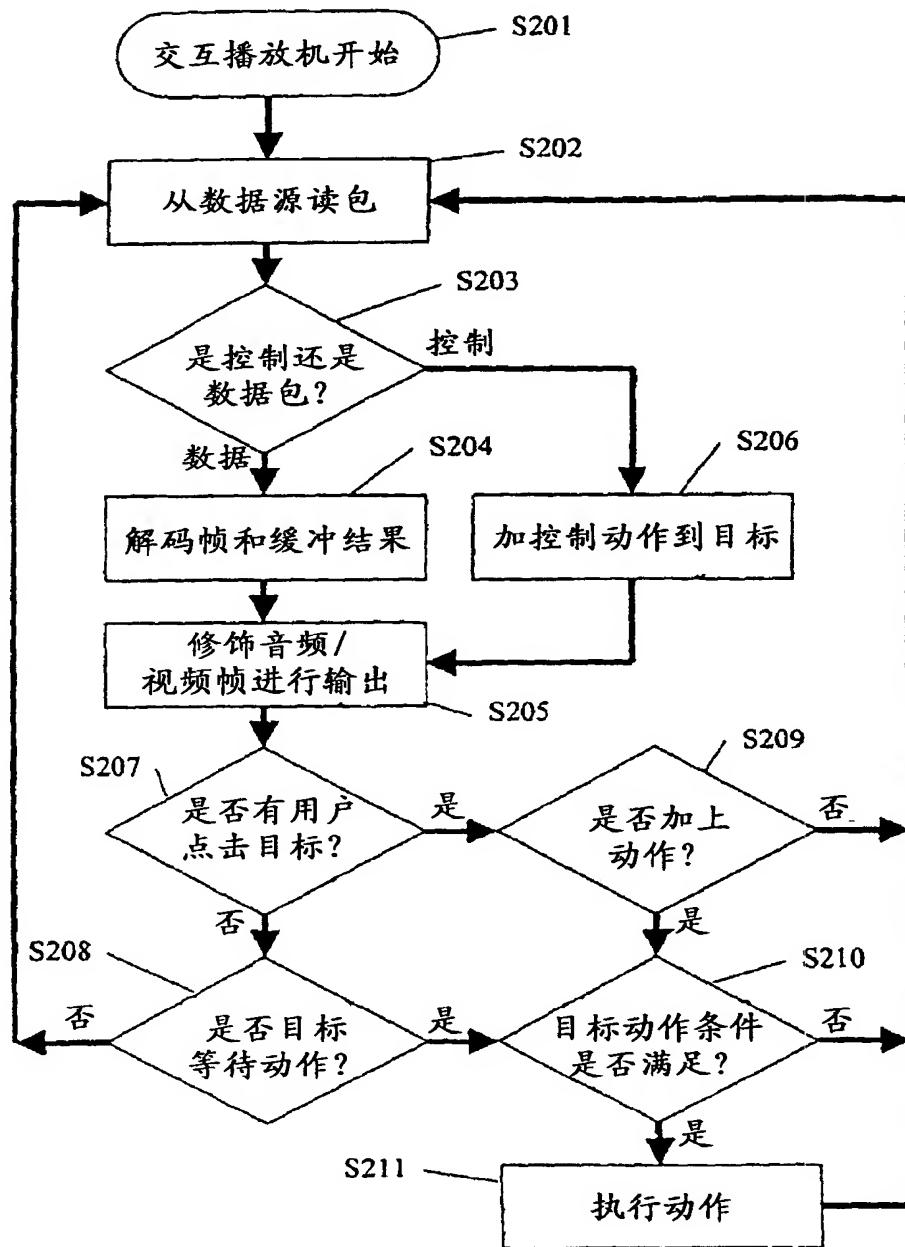 S201
交互播放机开始
S202
从数据源读包
S203
控制
是控制还是
数据包?
数据
S204
S206
解码帧和缓冲结果
加控制动作到目标
修饰音频/
视频帧进行输出
S205
S207
S209
是否有用户
点击目标?
是
是否加上
动作?
否
否
是
S208
S210
否
是否目标
等待动作?
是
目标动作条件
是否满足?
否
是
S211
执行动作